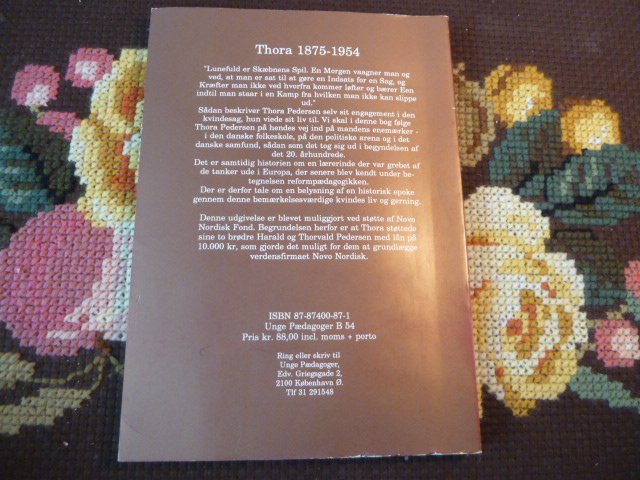 Thora 1875-1954
"Lunefuld er Skæbnens Spil. En Morgen vaagner man og
ved, at man er sat til at gøre en Indsats for en Sag, og
Kræfter man ikke ved hvorfra kommer løfter og bærer Een
indtil man staar i en Kamp fra hvilken man ikke kan slippe
ud."
Sådan beskriver Thora Pedersen selv sit engagement i den
kvindesag, hun viede sit liv til. Vi skal i denne bog følge
Thora Pedersen på hendes vej ind på mandens enemærker -
i den danske folkeskole, på den politiske arena og i det
danske samfund, sådan som det tog sig ud i begyndelsen af
det 20. århundrede.
Det er samtidig historien om en lærerinde der var grebet af
de tanker ude i Europa, der senere blev kendt under be-
tegnelsen reformpædagogikken.
Der er derfor tale om en belysning af en historisk epoke
gennem denne bemærkelsesværdige kvindes liv og gerning.
Denne udgivelse er blevet muliggjort ved støtte af Novo
Nordisk Fond. Begrundelsen herfor er at Thora støttede
sine to brødre Harald og Thorvald Pedersen med lån på
10.000 kr, som gjorde det muligt for dem at grundlægge
verdensfirmaet Novo Nordisk.
ISBN 87-87400-87-1
Unge Pædagoger B 54
Pris kr. 88,00 incl. moms + porto
Ring eller skriv til
Unge Pædagoger,
Edv. Griegsgade 2,
2100 København Ø.
Tlf 31 291548